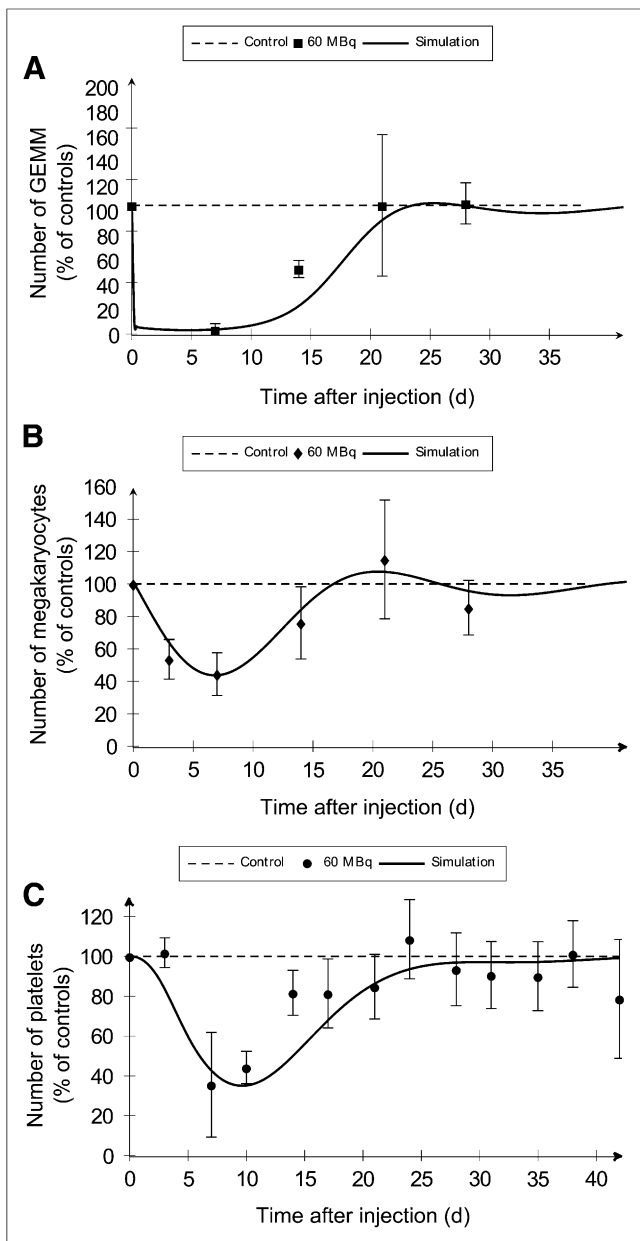 Control 60 MBq Simulation
A
Number of GEMM
(% of controls)
200
180
160
120
100
80
60
40
20
0
0 5 10 15 20 25 30 35
Time after injection (d)
B
Control 60 MBq Simulation
Number of megakaryocytes
(% of controls)
160
140
120
100
80
60
40
20
0
0 5 10 15 20 25 30 35
Time after injection (d)
Control 60 MBq Simulation
C
Number of platelets
(% of controls)
120
100
80
60
40
20
0
0 5 10 15 20 25 30 35 40
Time after injection (d)